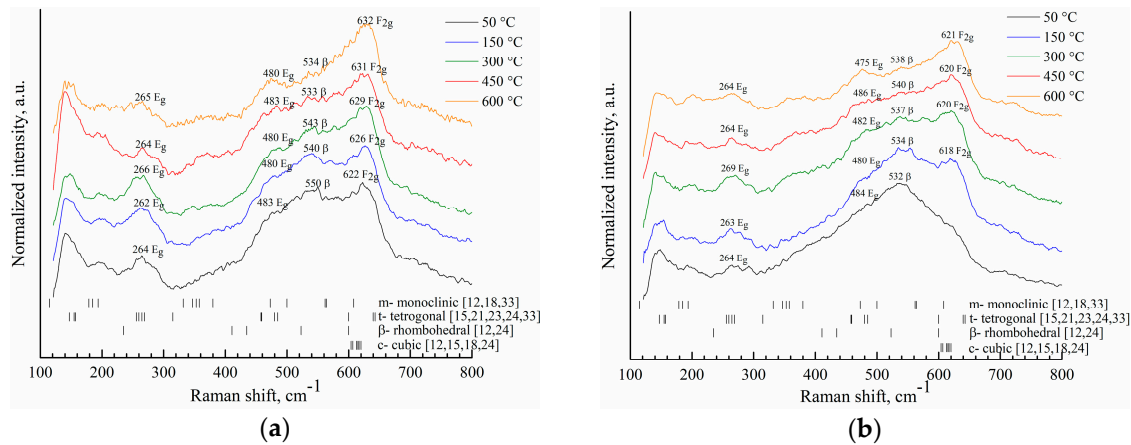 (a)
Normalized intensity, a.u.
50 °C
150 °C
300 °C
450 °C
600 °C
632 F2g
534 β
480 Eg
265 Eg
631 F2g
533 β
483 Eg
264 Eg
629 F2g
543 β
480 Eg
266 Eg
626 F2g
540 β
480 Eg
262 Eg
622 F2g
550 β
483 Eg
264 Eg
m- monoclinic [12,18,33]
t- tetrogonal [15,21,23,24,33]
β- rhombohedral [12,24]
c- cubic [12,15,18,24]
100 200 300 400 500 600 700 800
Raman shift, cm-1
(a)
(b)
Normalized intensity, a.u.
50 °C
150 °C
300 °C
450 °C
600 °C
621 F2g
538 β
475 Eg
264 Eg
620 F2g
540 β
486 Eg
264 Eg
620 F2g
537 β
482 Eg
269 Eg
618 F2g
534 β
480 Eg
263 Eg
532 β
484 Eg
264 Eg
m- monoclinic [12,18,33]
t- tetrogonal [15,21,23,24,33]
β- rhombohedral [12,24]
c- cubic [12,15,18,24]
100 200 300 400 500 600 700 800
Raman shift, cm-1
(b)